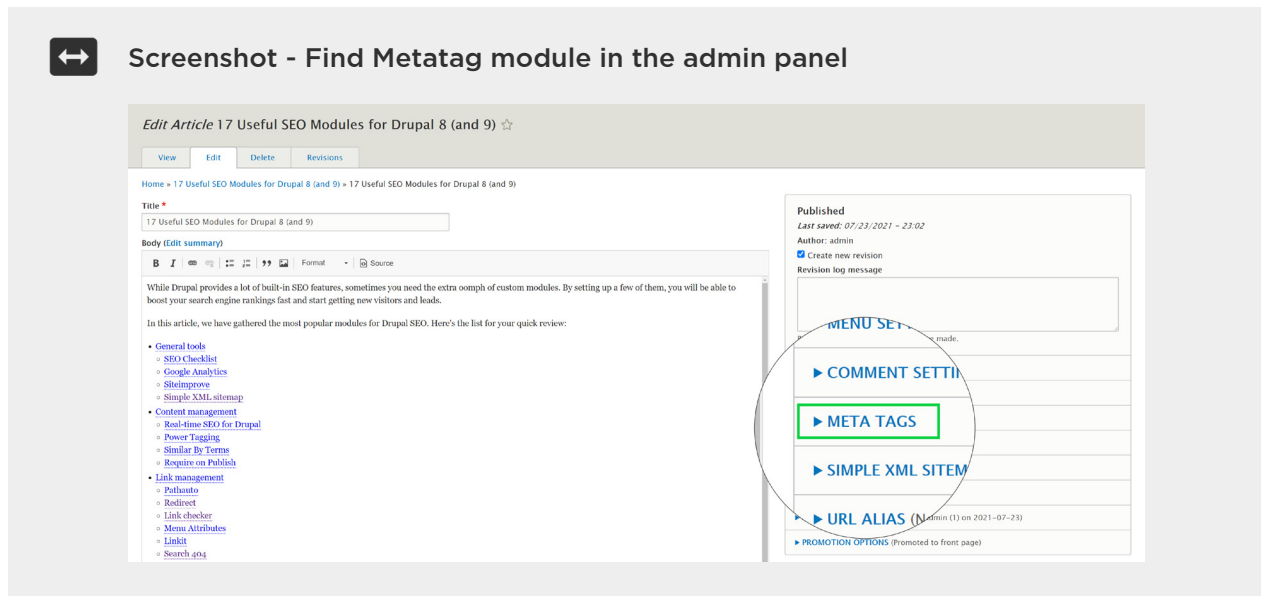 Screenshot - Find Metatag module in the admin panel
Edit Article 17 Useful SEO Modules for Drupal 8 (and 9)
View Edit Delete Revisions
Home » 17 Useful SEO Modules for Drupal 8 (and 9) » 17 Useful SEO Modules for Drupal 8 (and 9)
Title *
17 Useful SEO Modules for Drupal 8 (and 9)
Body (Edit summary)
B I Format Source
While Drupal provides a lot of built-in SEO features, sometimes you need the extra oomph of custom modules. By setting up a few of them, you will be able to
boost your search engine rankings fast and start getting new visitors and leads.
In this article, we have gathered the most popular modules for Drupal SEO. Here's the list for your quick review:
• General tools
◦ SEO Checklist
◦ Google Analytics
◦ Siteimprove
◦ Simple XML sitemap
• Content management
◦ Real-time SEO for Drupal
◦ Power Tagging
◦ Similar By Terms
◦ Require on Publish
• Link management
◦ Pathauto
◦ Redirect
◦ Link checker
◦ Menu Attributes
◦ Linkit
◦ Search 404
Published
Last saved: 07/23/2021 - 23:02
Author: admin
Create new revision
Revision log message
made.
MENU
COMMENT
META TAGS
SIMPLE XML
URL ALIAS
(1) on 2021-07-23)
PROMOTION OPTIONS (Promoted to front page)